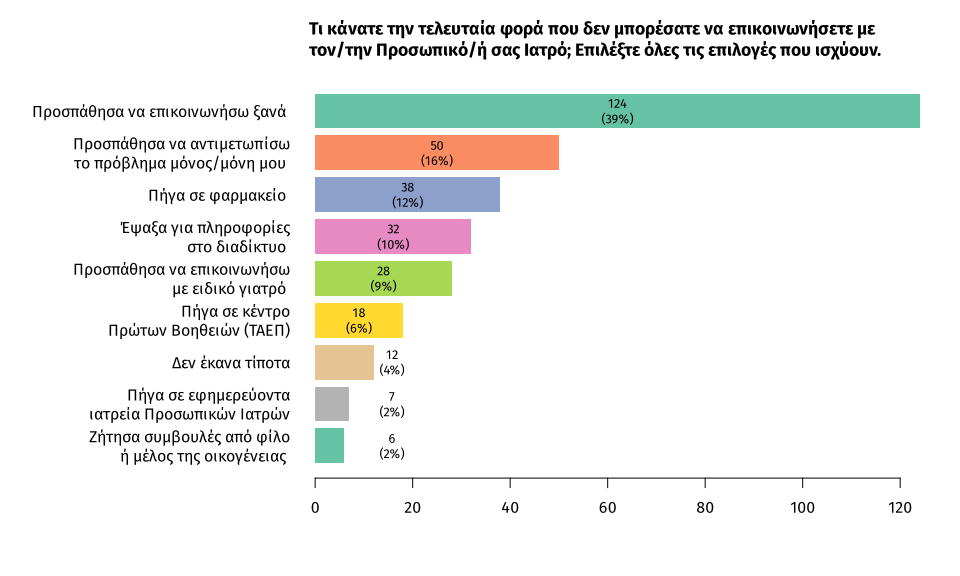 Τι κάνατε την τελευταία φορά που δεν μπορέσατε να επικοινωνήσετε με
τον/την Προσωπικό/ή σας Ιατρό; Επιλέξτε όλες τις επιλογές που ισχύουν.
Προσπάθησα να επικοινωνήσω ξανά
124
(39%)
Προσπάθησα να αντιμετωπίσω
το πρόβλημα μόνος/μόνη μου
50
(16%)
Πήγα σε φαρμακείο
38
(12%)
Έψαξα για πληροφορίες
στο διαδίκτυο
32
(10%)
Προσπάθησα να επικοινωνήσω
με ειδικό γιατρό
28
(9%)
Πήγα σε κέντρο
Πρώτων Βοηθειών (ΤΑΕΠ)
18
(6%)
Δεν έκανα τίποτα
12
(4%)
Πήγα σε εφημερεύοντα
ιατρεία Προσωπικών Ιατρών
7
(2%)
Ζήτησα συμβουλές από φίλο
ή μέλος της οικογένειας
6
(2%)
0 20 40 60 80 100 120